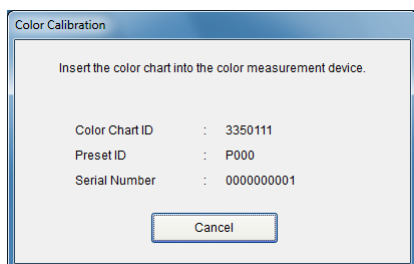 Color Calibration
Insert the color chart into the color measurement device.
Color Chart ID : 3350111
Preset ID : P000
Serial Number : 0000000001
Cancel